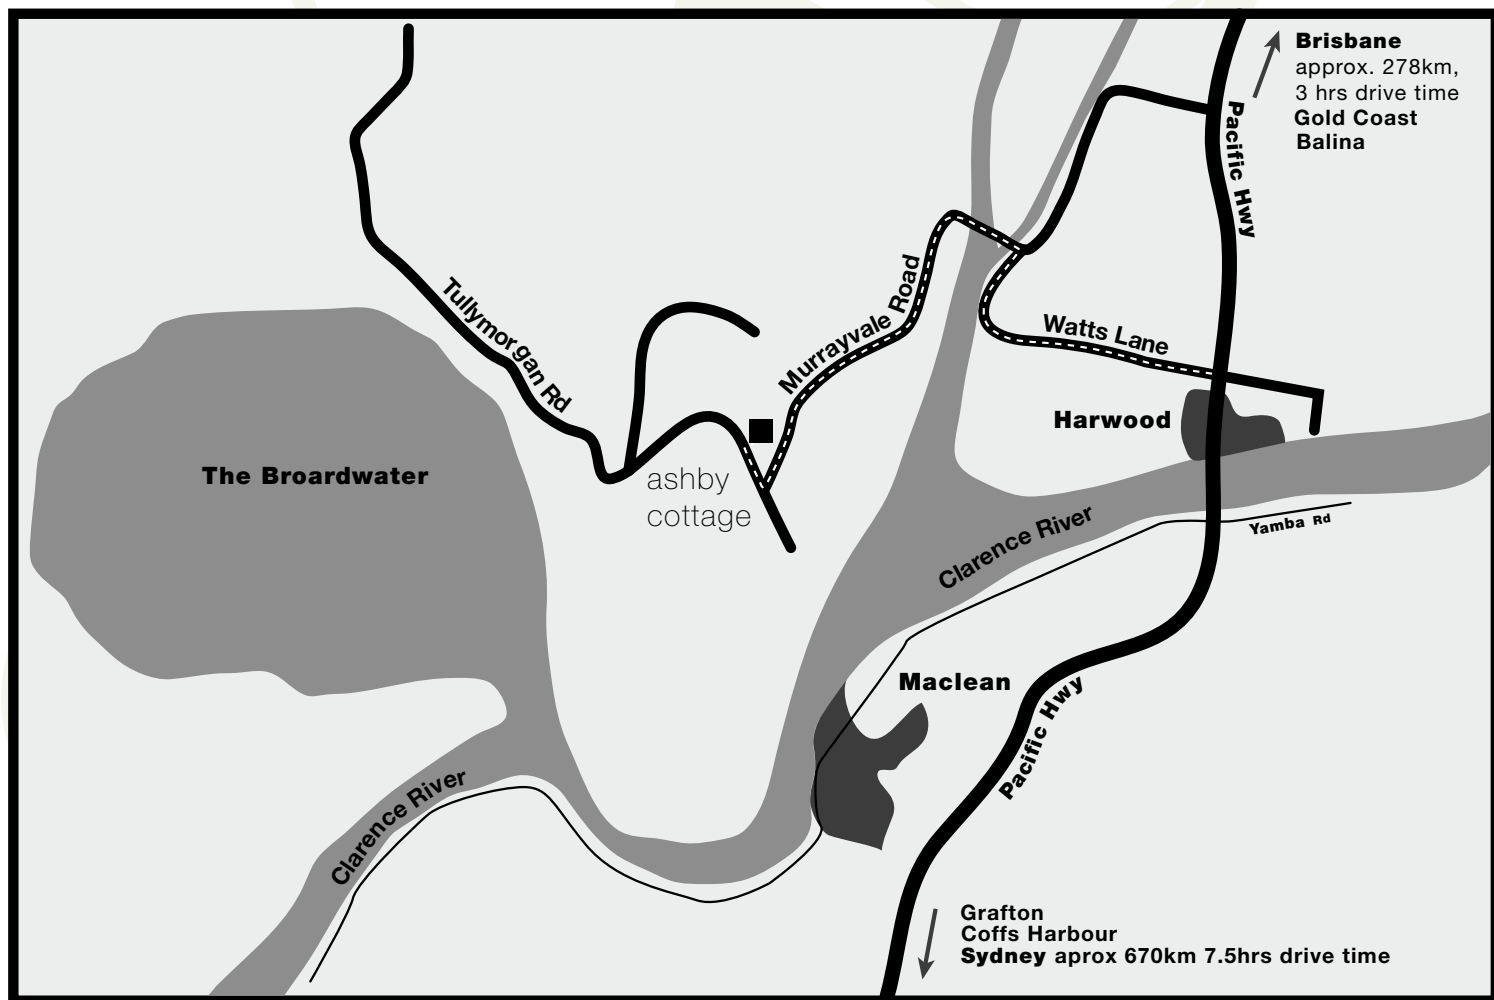 Brisbane
approx. 278km,
3 hrs drive time
Gold Coast
Balina
Pacific Hwy
Tullymorgan Rd
Murrayvale Road
Watts Lane
Harwood
The Broardwater
ashby
cottage
Clarence River
Yamba Rd
Maclean
Pacific Hwy
Clarence River
Grafton
Coffs Harbour
Sydney aprox 670km 7.5hrs drive time